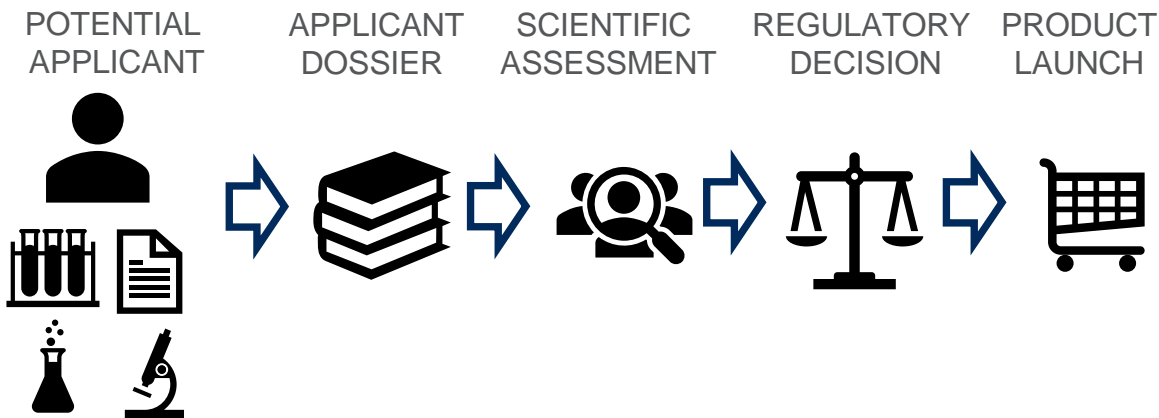 POTENTIAL
APPLICANT
APPLICANT
DOSSIER
SCIENTIFIC
ASSESSMENT
REGULATORY
DECISION
PRODUCT
LAUNCH